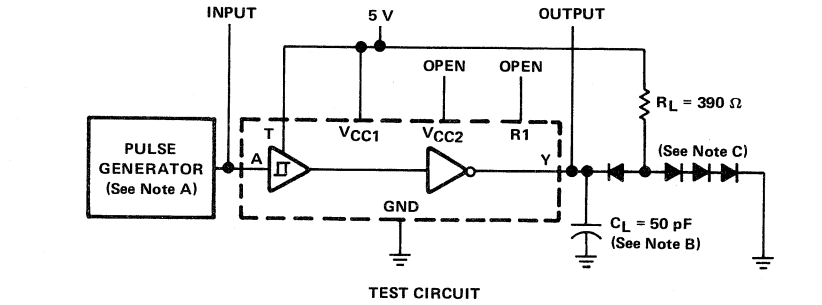 INPUT
5 V
OUTPUT
OPEN
OPEN
R_L = 390 Ω
T
V_CC1
V_CC2
R1
PULSE
GENERATOR
(See Note A)
A
Y
(See Note C)
GND
C_L = 50 pF
(See Note B)
TEST CIRCUIT